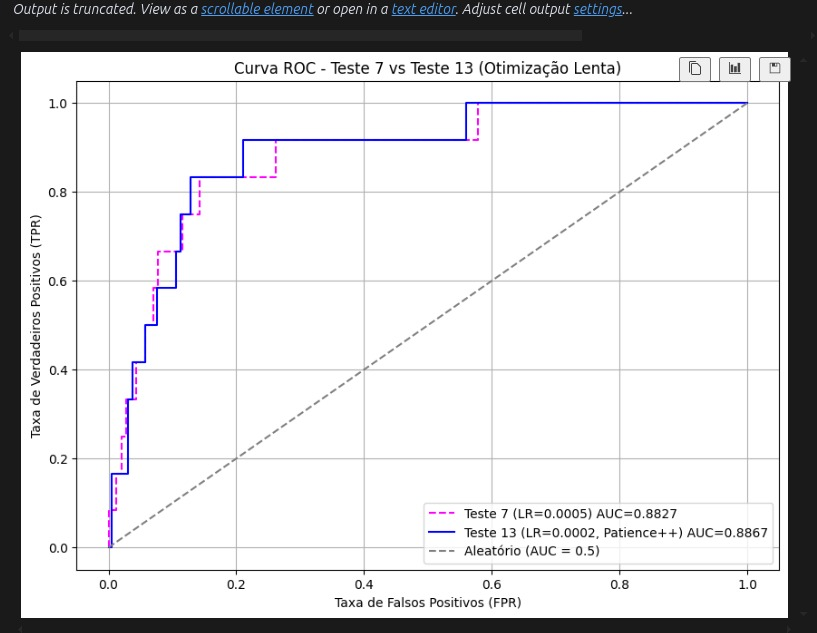 Output is truncated. View as a scrollable element or open in a text editor. Adjust cell output settings...
Curva ROC - Teste 7 vs Teste 13 (Otimização Lenta)
Taxa de Verdadeiros Positivos (TPR)
1.0
0.8
0.6
0.4
0.2
0.0
Teste 7 (LR=0.0005) AUC=0.8827
Teste 13 (LR=0.0002, Patience++) AUC=0.8867
Aleatório (AUC = 0.5)
0.0 0.2 0.4 0.6 0.8 1.0
Taxa de Falsos Positivos (FPR)